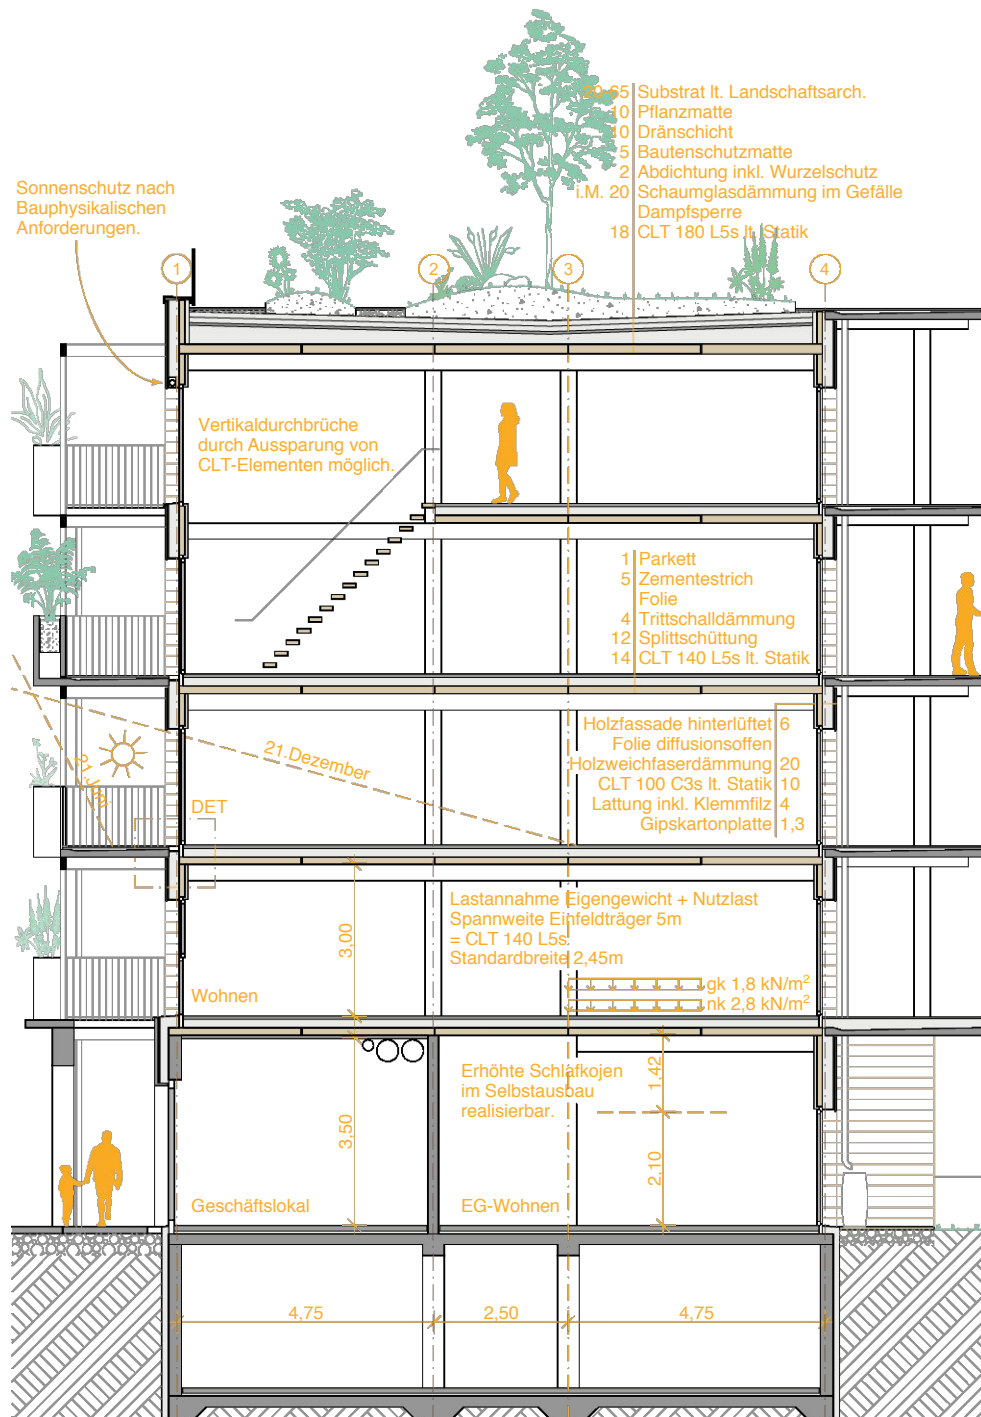 20-65 Substrat lt. Landschaftsarch.
10 Pflanzmatte
10 Dränschicht
5 Bautenschutzmatte
2 Abdichtung inkl. Wurzelschutz
i.M. 20 Schaumglasdämmung im Gefälle
Dampfsperre
18 CLT 180 L5s lt. Statik
Sonnenschutz nach
Bauphysikalischen
Anforderungen.
1
2
3
4
Vertikaldurchbrüche
durch Aussparung von
CLT-Elementen möglich.
1 Parkett
5 Zementestrich
Folie
4 Trittschalldämmung
12 Splittschüttung
14 CLT 140 L5s lt. Statik
Holzfassade hinterlüftet 6
Folie diffusionsoffen
Holzweichfaserdämmung 20
CLT 100 C3s lt. Statik 10
Lattung inkl. Klemmfilz 4
Gipskartonplatte 1,3
21.Juni
21.Dezember
DET
Lastannahme Eigengewicht + Nutzlast
Spannweite Einfeldträger 5m
= CLT 140 L5s
Standardbreite 2,45m
3,00
gk 1,8 kN/m²
nk 2,8 kN/m²
Wohnen
Erhöhte Schlafkojen
im Selbstausbau
realisierbar.
1.42
3,50
2,10
Geschäftslokal
EG-Wohnen
4,75
2,50
4,75